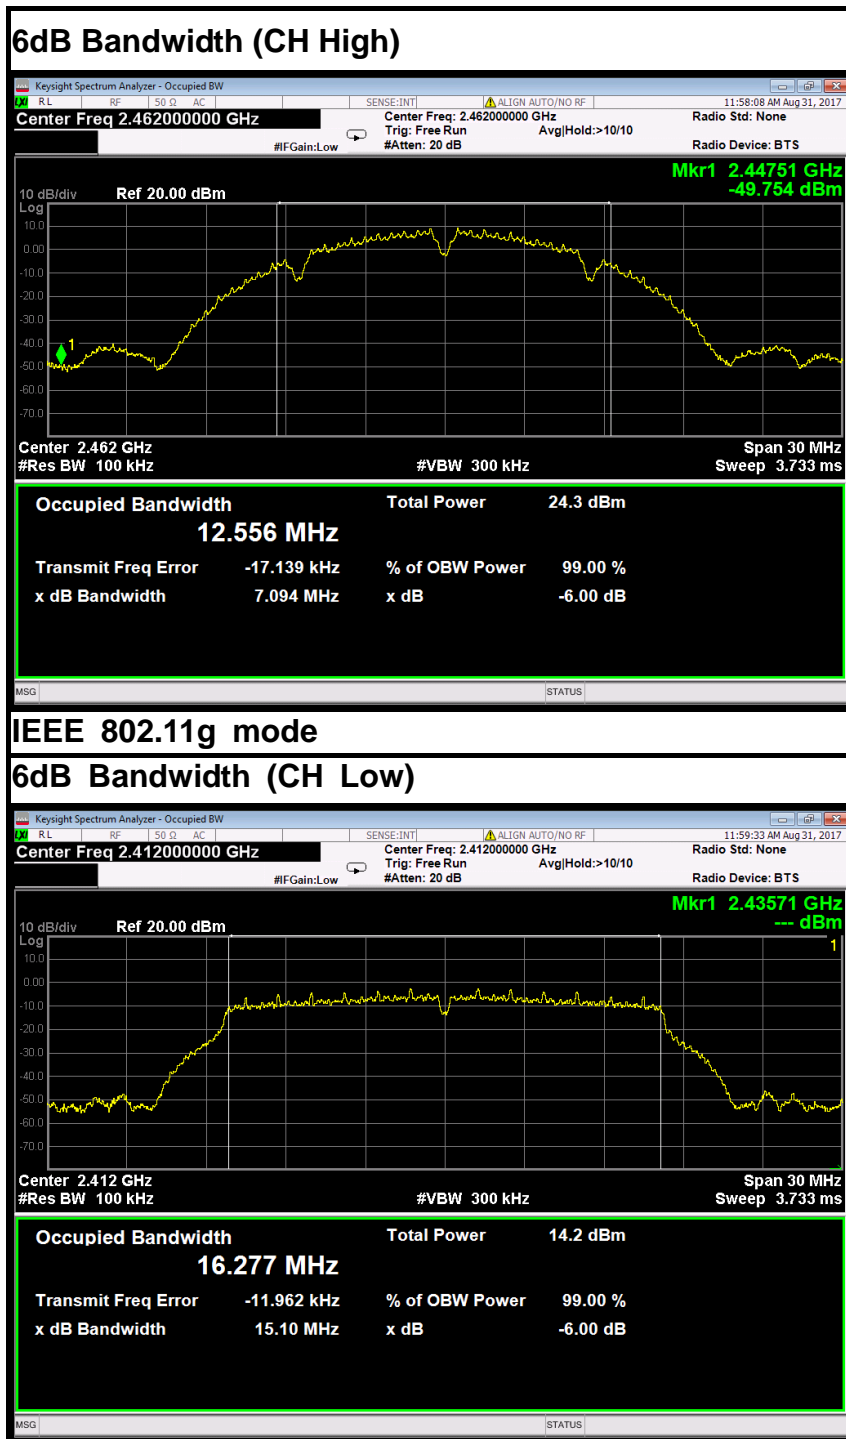 6dB Bandwidth (CH High)
Keysight Spectrum Analyzer - Occupied BW
LXI RL RF 50 Ω AC SENSE:INT ALIGN AUTO/NO RF 11:58:08 AM Aug 31, 2017
Center Freq 2.462000000 GHz Center Freq: 2.462000000 GHz Radio Std: None
Trig: Free Run Avg|Hold:>10/10
#IFGain:Low #Atten: 20 dB Radio Device: BTS
Mkr1 2.44751 GHz
10 dB/div Ref 20.00 dBm -49.754 dBm
Log
10.0
0.00
-10.0
-20.0
-30.0
-40.0
1
-50.0
-60.0
-70.0
Center 2.462 GHz Span 30 MHz
#Res BW 100 kHz #VBW 300 kHz Sweep 3.733 ms
Occupied Bandwidth Total Power 24.3 dBm
12.556 MHz
Transmit Freq Error -17.139 kHz % of OBW Power 99.00 %
x dB Bandwidth 7.094 MHz x dB -6.00 dB
MSG STATUS
IEEE 802.11g mode
6dB Bandwidth (CH Low)
Keysight Spectrum Analyzer - Occupied BW
LXI RL RF 50 Ω AC SENSE:INT ALIGN AUTO/NO RF 11:59:33 AM Aug 31, 2017
Center Freq 2.412000000 GHz Center Freq: 2.412000000 GHz Radio Std: None
Trig: Free Run Avg|Hold:>10/10
#IFGain:Low #Atten: 20 dB Radio Device: BTS
Mkr1 2.43571 GHz
10 dB/div Ref 20.00 dBm --- dBm
Log 1
10.0
0.00
-10.0
-20.0
-30.0
-40.0
-50.0
-60.0
-70.0
Center 2.412 GHz Span 30 MHz
#Res BW 100 kHz #VBW 300 kHz Sweep 3.733 ms
Occupied Bandwidth Total Power 14.2 dBm
16.277 MHz
Transmit Freq Error -11.962 kHz % of OBW Power 99.00 %
x dB Bandwidth 15.10 MHz x dB -6.00 dB
MSG STATUS